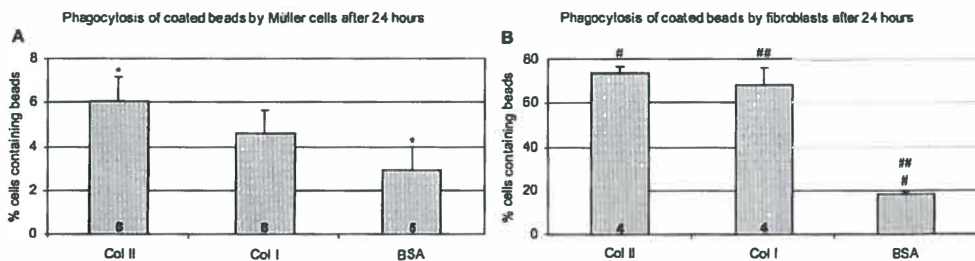 Phagocytosis of coated beads by Müller cells after 24 hours
A
% cells containing beads
8
6
4
2
0
*
*
5
Col II
Col I
BSA
Phagocytosis of coated beads by fibroblasts after 24 hours
B
% cells containing beads
80
60
40
20
0
#
##
##
#
4
4
Col II
Col I
BSA